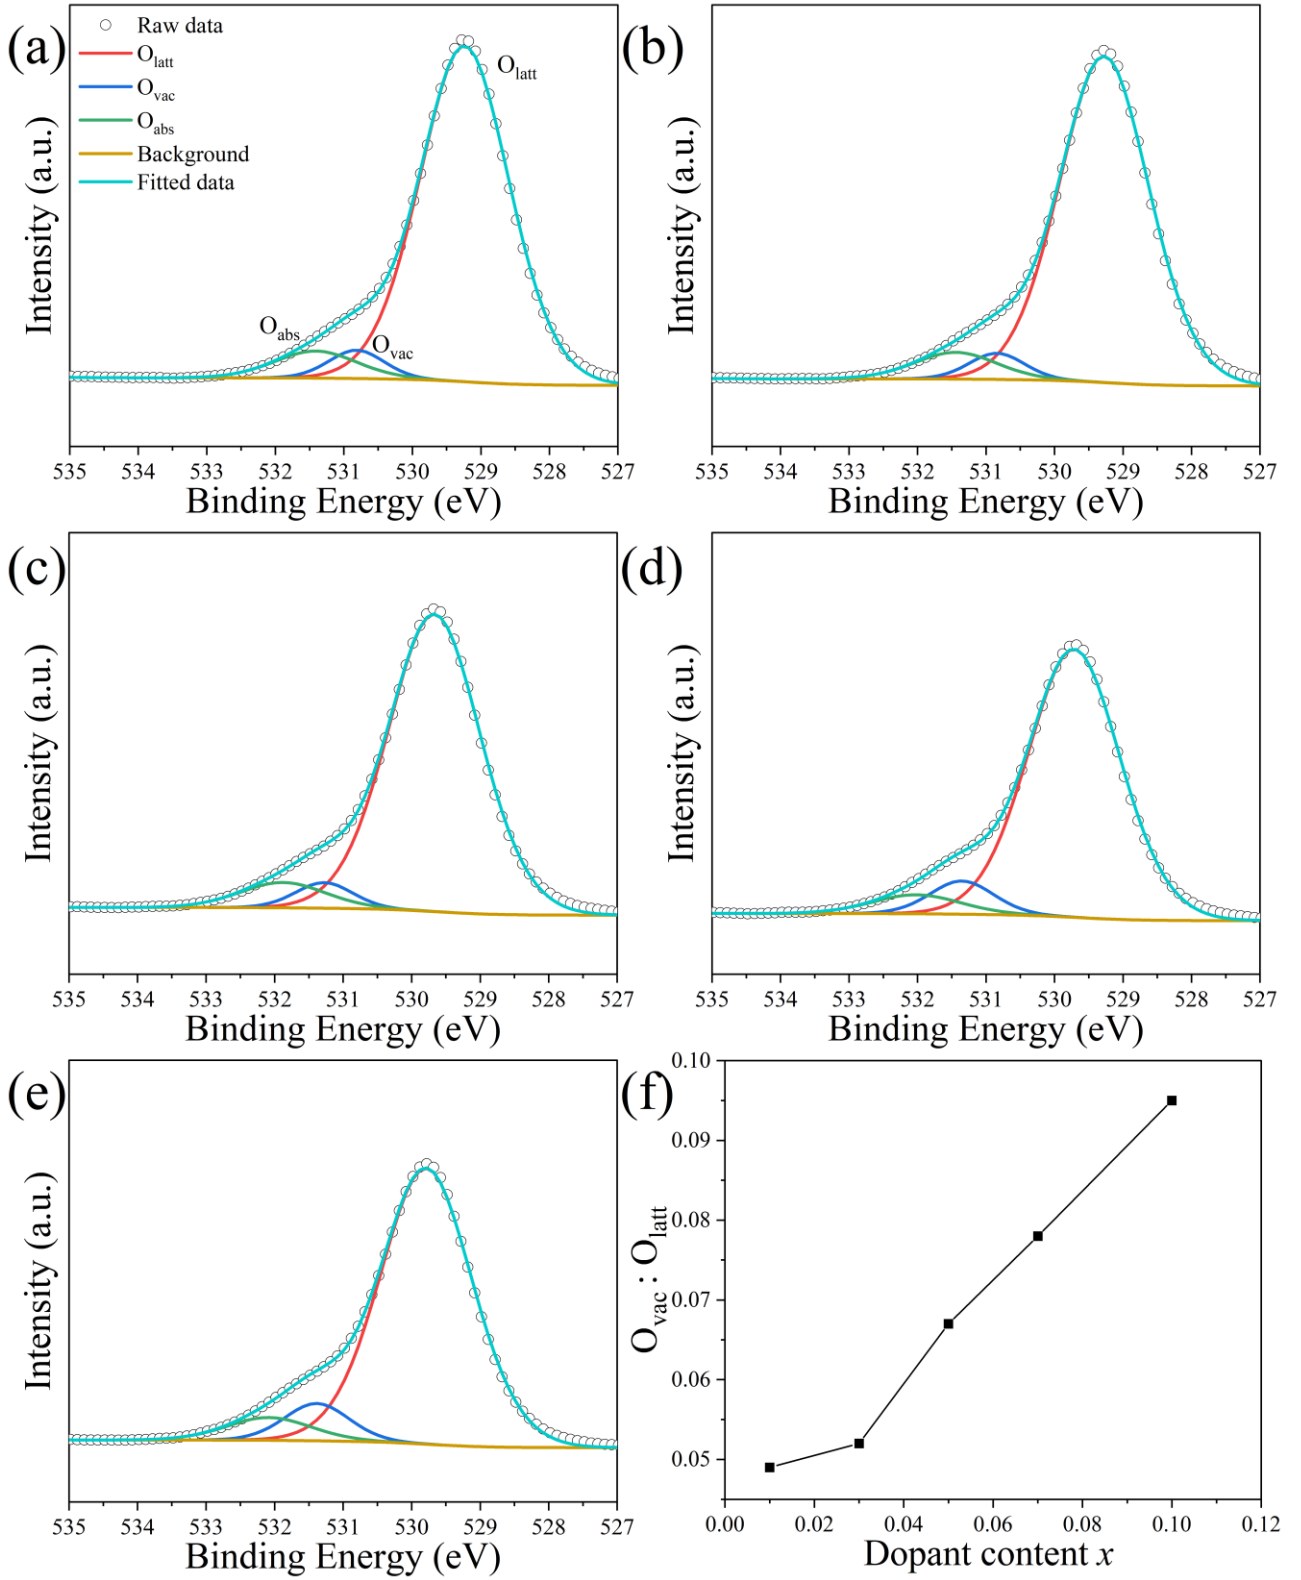 (a)
Raw data
O_latt
O_vac
O_abs
Background
Fitted data
O_latt
O_abs
O_vac
Intensity (a.u.)
535 534 533 532 531 530 529 528 527
Binding Energy (eV)
(b)
Intensity (a.u.)
535 534 533 532 531 530 529 528 527
Binding Energy (eV)
(c)
Intensity (a.u.)
535 534 533 532 531 530 529 528 527
Binding Energy (eV)
(d)
Intensity (a.u.)
535 534 533 532 531 530 529 528 527
Binding Energy (eV)
(e)
Intensity (a.u.)
535 534 533 532 531 530 529 528 527
Binding Energy (eV)
(f)
O_vac : O_latt
0.10
0.09
0.08
0.07
0.06
0.05
0.00 0.02 0.04 0.06 0.08 0.10 0.12
Dopant content x